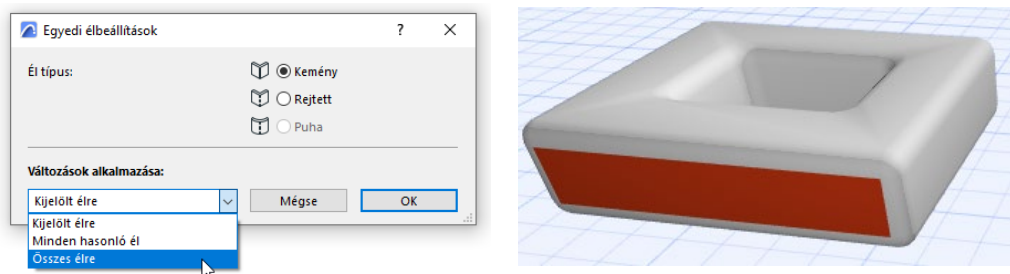 Egyedi élbeállítások
?
Él típus:
Kemény
Rejtett
Puha
Változások alkalmazása:
Kijelölt élre
Mégse
OK
Kijelölt élre
Minden hasonló él
Összes élre